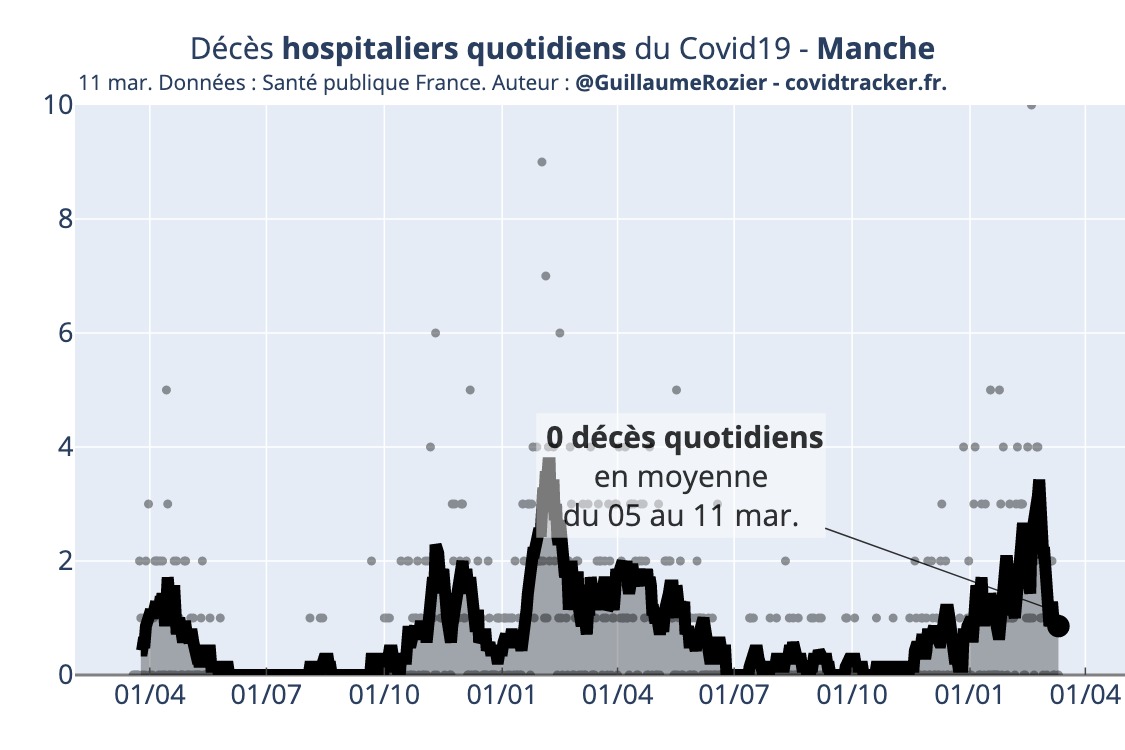 Décès hospitaliers quotidiens du Covid19 - Manche
11 mar. Données : Santé publique France. Auteur : @GuillaumeRozier - covidtracker.fr.
10
8
6
4
2
0
0 décès quotidiens
en moyenne
du 05 au 11 mar.
01/04 01/07 01/10 01/01 01/04 01/07 01/10 01/01 01/04